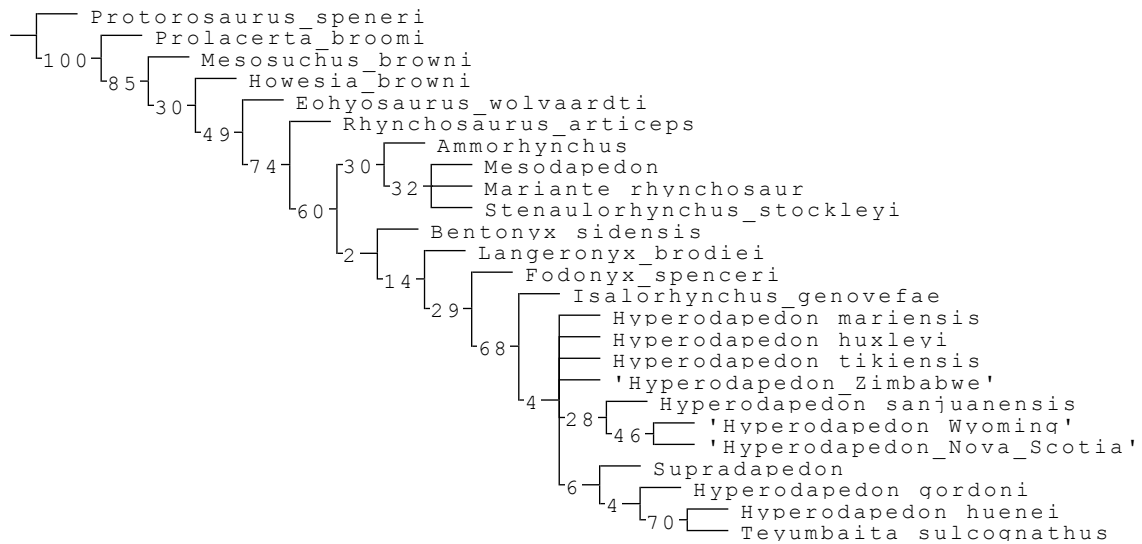 Protorosaurus_speneri
Prolacerta_broomi
100
Mesosuchus_browni
85
Howesia_browni
30
Eohyosaurus_wolvaardti
49
Rhynchosaurus_articeps
Ammorhynchus
74
30
Mesodapedon
32
Mariante rhynchosaur
Stenaulorhynchus_stockleyi
60
Bentonyx sidensis
2
Langeronyx_brodiei
14
Fodonyx_spenceri
Isalorhynchus_genovefae
29
Hyperodapedon mariensis
Hyperodapedon huxleyi
68
Hyperodapedon tikiensis
'Hyperodapedon_Zimbabwe'
4
Hyperodapedon sanjuanensis
28
'Hyperodapedon Wyoming'
46
'Hyperodapedon_Nova_Scotia'
Supradapedon
6
Hyperodapedon gordoni
4
Hyperodapedon huenei
70
Teyumbaita sulcognathus